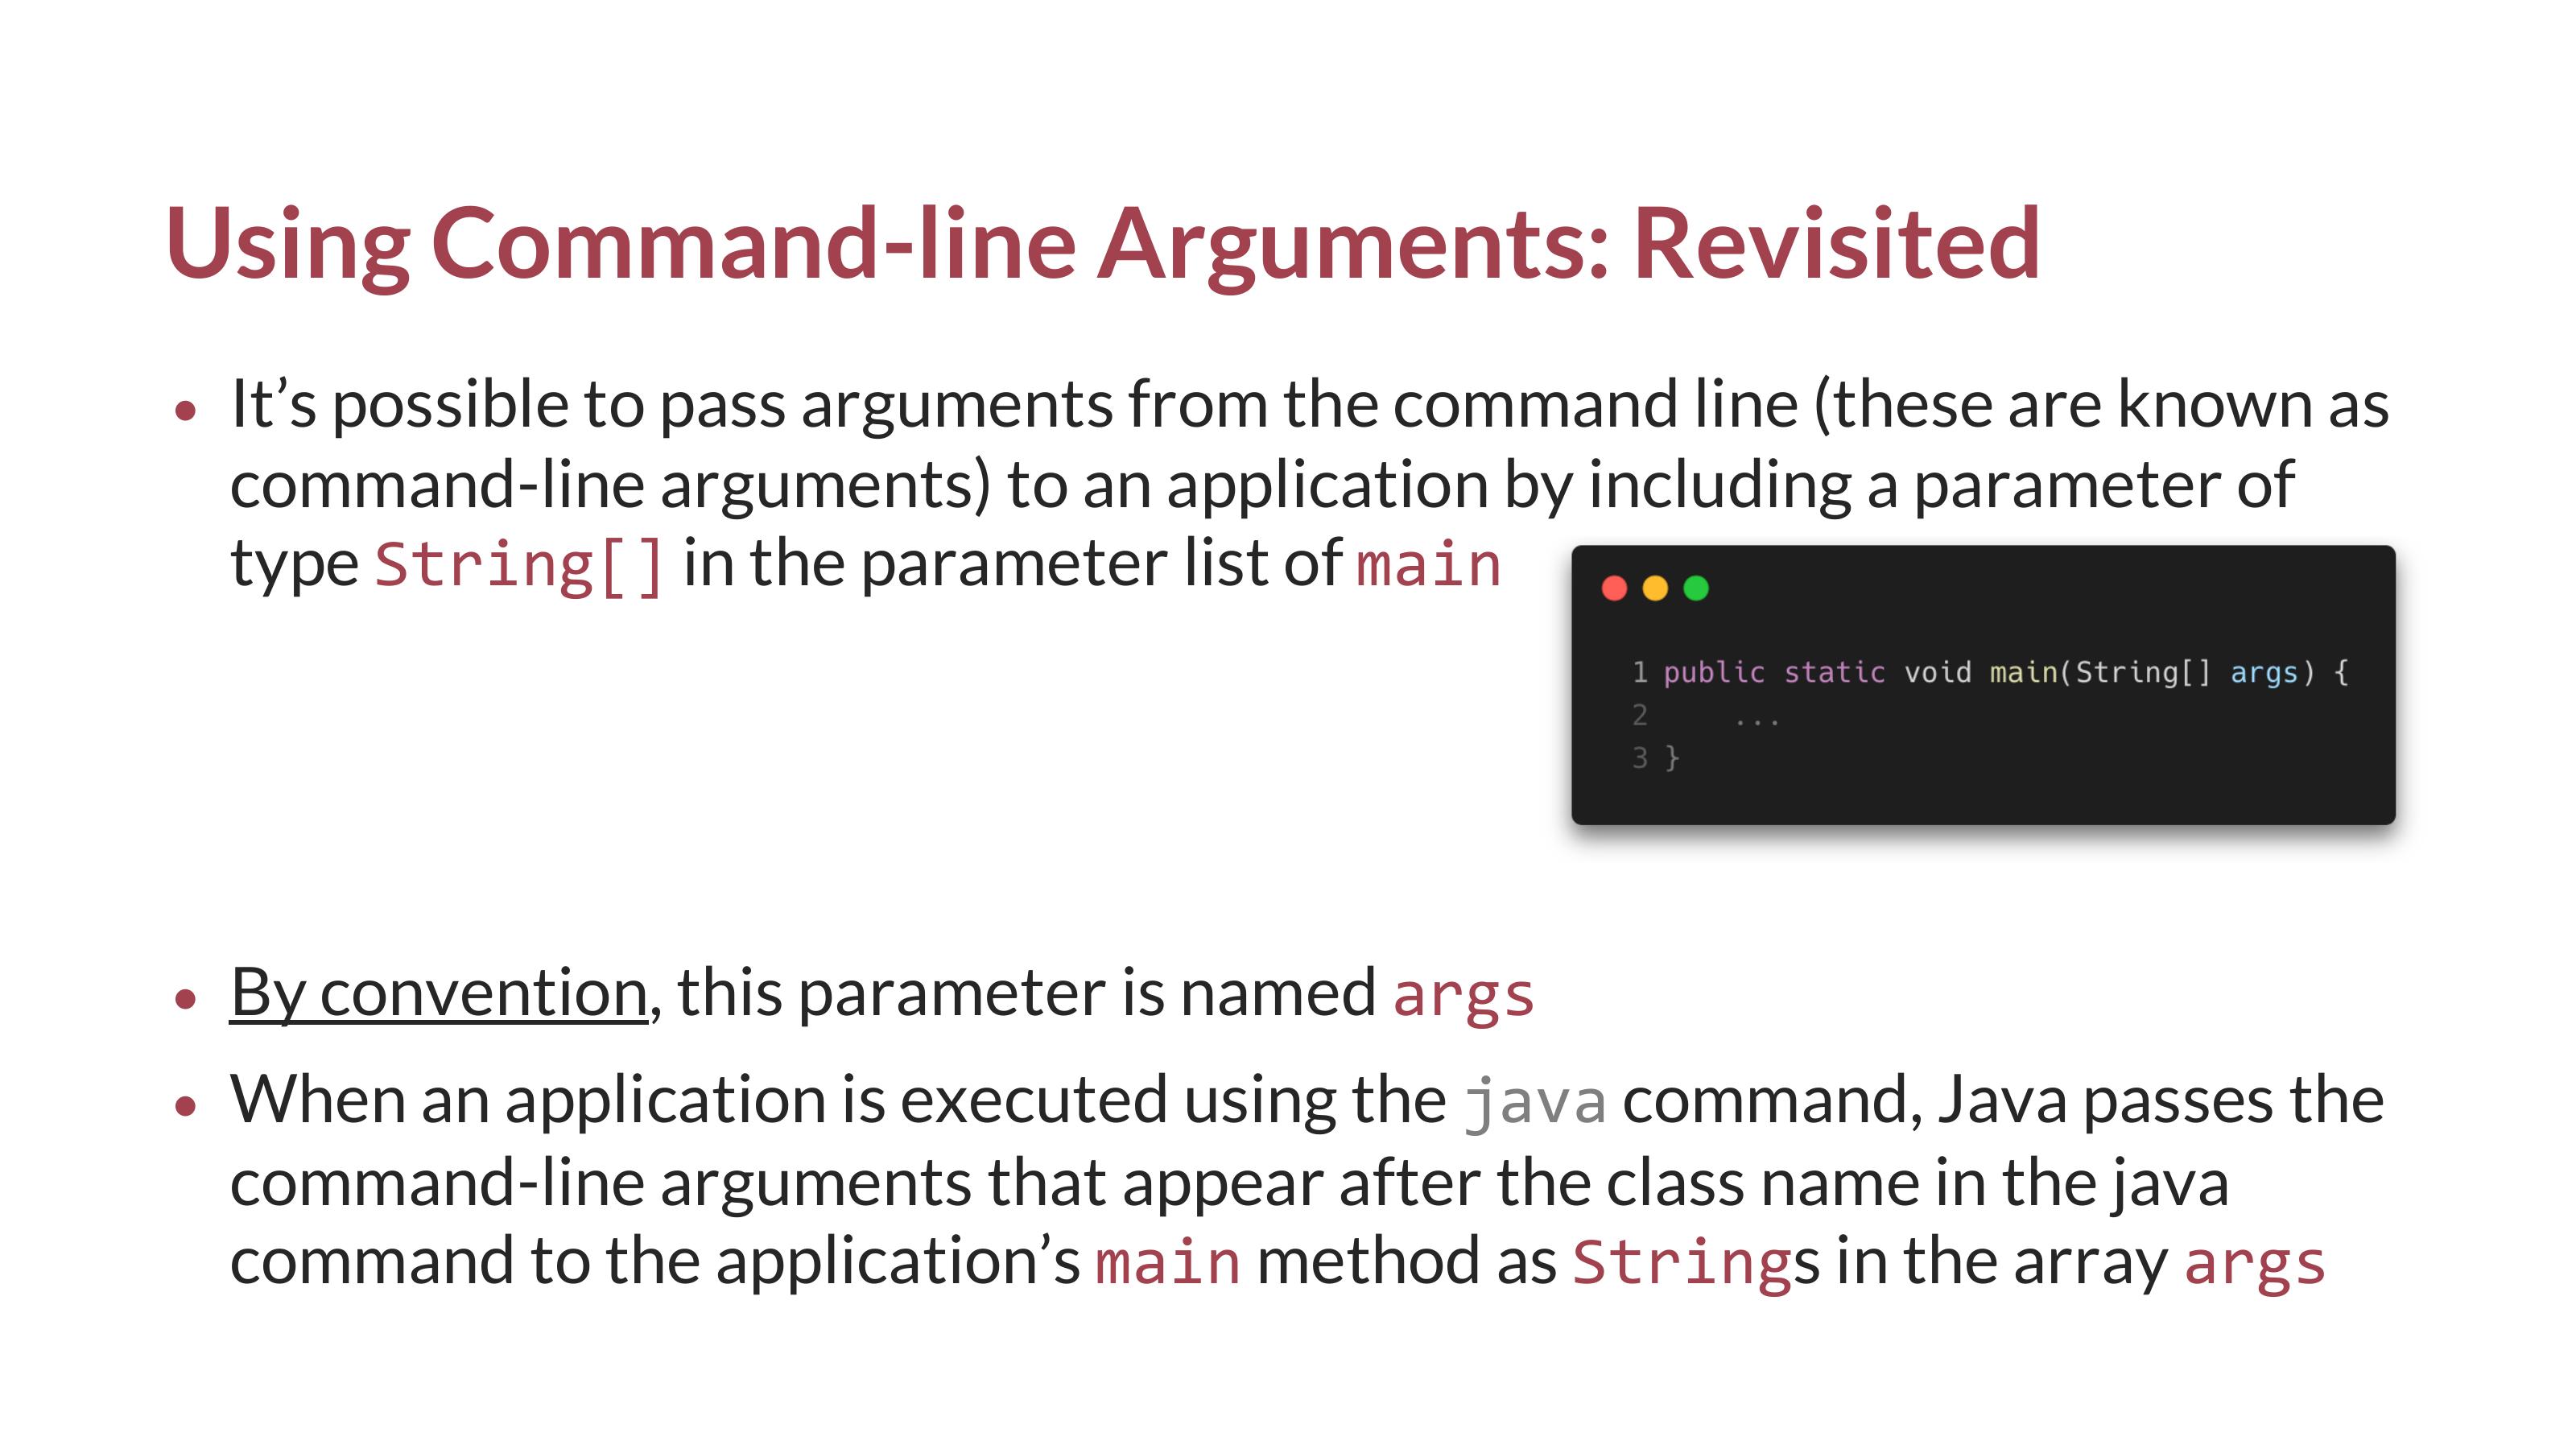 Using Command-line Arguments: Revisited
• It’s possible to pass arguments from the command line (these are known as
command-line arguments) to an application by including a parameter of
type String[] in the parameter list of main
1 public static void main(String[] args) {
2     ...
3 }
• By convention, this parameter is named args
• When an application is executed using the java command, Java passes the
command-line arguments that appear after the class name in the java
command to the application’s main method as Strings in the array args